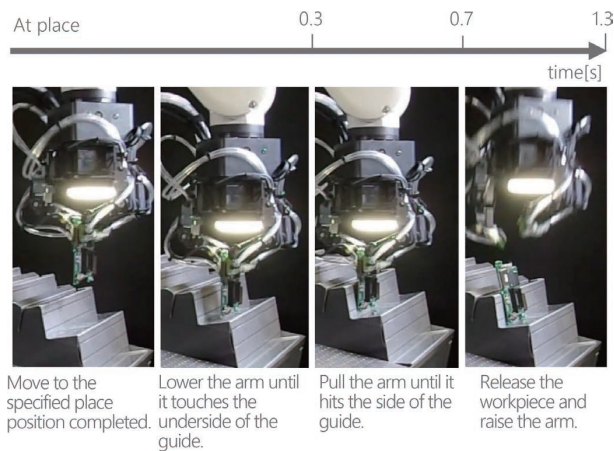 At place
0.3
0.7
1.3
time[s]
Move to the
specified place
position completed.
Lower the arm until
it touches the
underside of the
guide.
Pull the arm until it
hits the side of the
guide.
Release the
workpiece and
raise the arm.